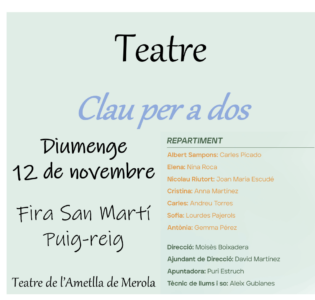 Teatre
Clau per a dos
Diumenge
12 de novembre
Fira San Martí
Puig-reig
Teatre de l'Ametlla de Merola
REPARTIMENT
Albert Sampons: Carles Picado
Elena: Nina Roca
Nicolau Riutort: Joan Maria Escudé
Cristina: Anna Martínez
Carles: Andreu Torres
Sofia: Lourdes Pajerols
Antònia: Gemma Pérez
Direcció: Moisès Boixadera
Ajudant de Direcció: David Martínez
Apuntadora: Puri Estruch
Tècnic de llums i so: Aleix Gubianes